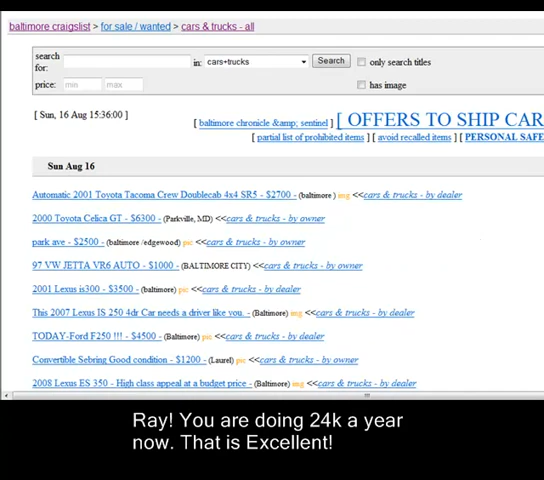 baltimore craigslist > for sale / wanted > cars & trucks - all
search for: in: cars+trucks Search only search titles
price: min max has image
[ Sun, 16 Aug 15:36:00 ]
[ baltimore chronicle &amp; sentinel ] [ OFFERS TO SHIP CAR
[ partial list of prohibited items ] [ avoid recalled items ] [ PERSONAL SAFE
Sun Aug 16
Automatic 2001 Toyota Tacoma Crew Doublecab 4x4 SR5 - $2700 - (baltimore ) img <<cars & trucks - by dealer
2000 Toyota Celica GT - $6300 - (Parkville, MD) <<cars & trucks - by owner
park ave - $2500 - (baltimore /edgewood) pic <<cars & trucks - by owner
97 VW JETTA VR6 AUTO - $1000 - (BALTIMORE CITY) <<cars & trucks - by owner
2001 Lexus is300 - $3500 - (baltimore) pic <<cars & trucks - by dealer
This 2007 Lexus IS 250 4dr Car needs a driver like you. - (Baltimore) img <<cars & trucks - by dealer
TODAY-Ford F250 !!! - $4500 - (Baltimore) pic <<cars & trucks - by dealer
Convertible Sebring Good condition - $1200 - (Laurel) pic <<cars & trucks - by owner
2008 Lexus ES 350 - High class appeal at a budget price - (Baltimore) img <<cars & trucks - by dealer
Ray! You are doing 24k a year
now. That is Excellent!